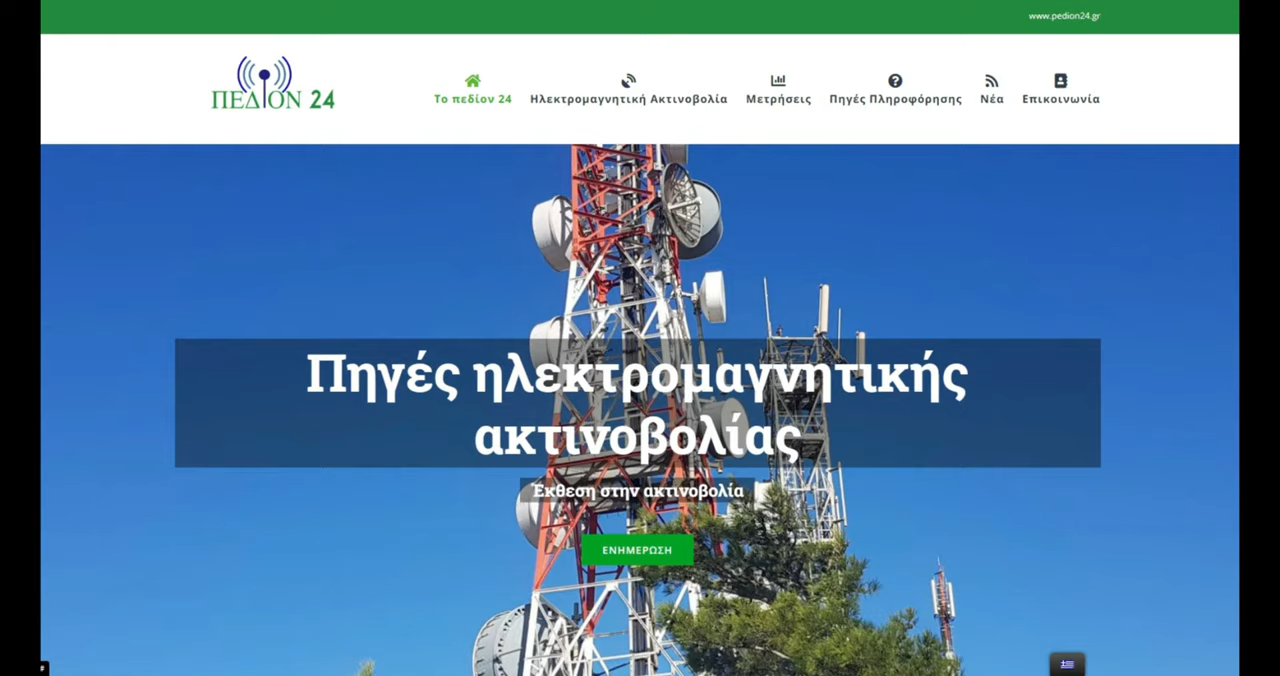 www.pedion24.gr
ΠΕΔΙΟΝ 24
Το πεδίον 24
Ηλεκτρομαγνητική Ακτινοβολία
Μετρήσεις
Πηγές Πληροφόρησης
Νέα
Επικοινωνία
Πηγές ηλεκτρομαγνητικής
ακτινοβολίας
Έκθεση στην ακτινοβολία
ΕΝΗΜΕΡΩΣΗ